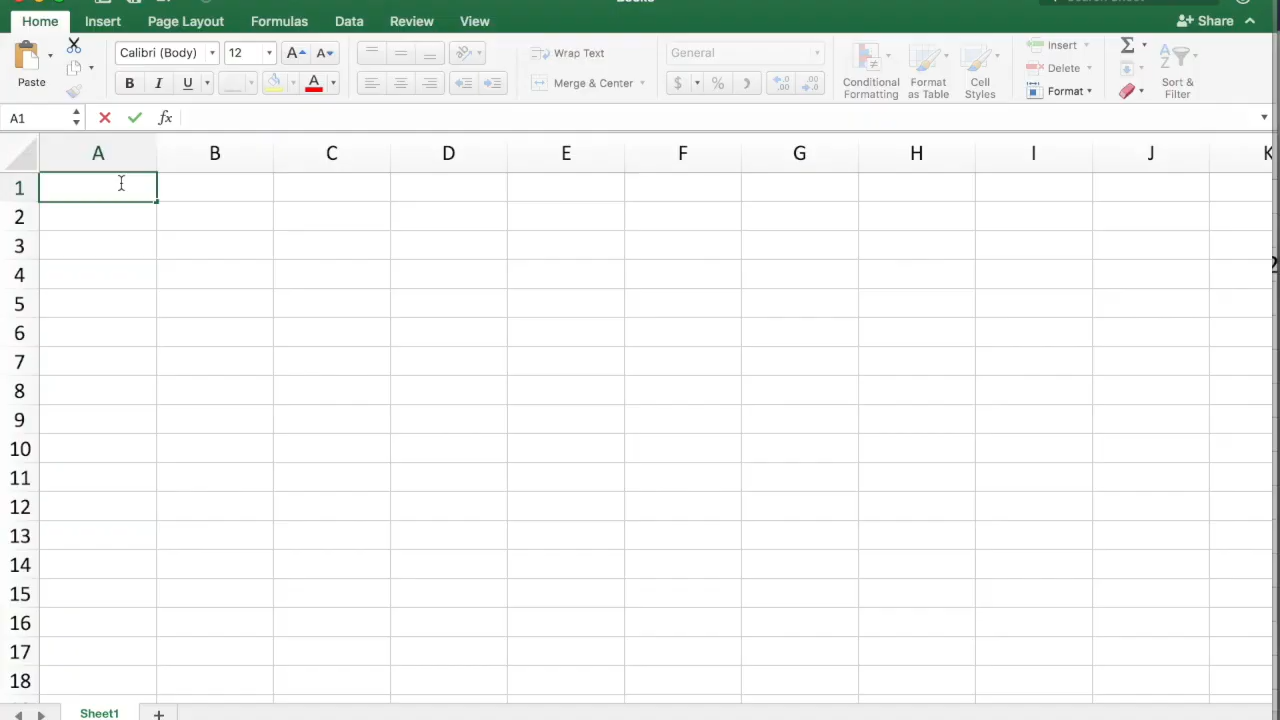 Home Insert Page Layout Formulas Data Review View Share
Calibri (Body) 12 A A Wrap Text General Insert
Σ
Delete
Paste B I U A Merge & Center $ % Conditional Formatting Format as Table Cell Styles Format Sort & Filter
A1 fx
A B C D E F G H I J K
1
2
3
4
5
6
7
8
9
10
11
12
13
14
15
16
17
18
Sheet1 +